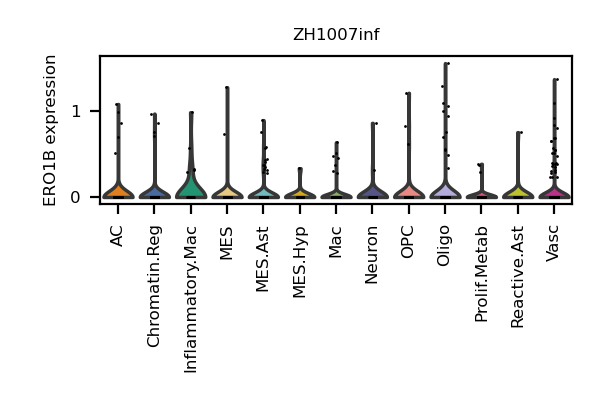 ZH1007inf
ERO1B expression
1
0
AC
Chromatin.Reg
Inflammatory.Mac
MES
MES.Ast
MES.Hyp
Mac
Neuron
OPC
Oligo
Prolif.Metab
Reactive.Ast
Vasc